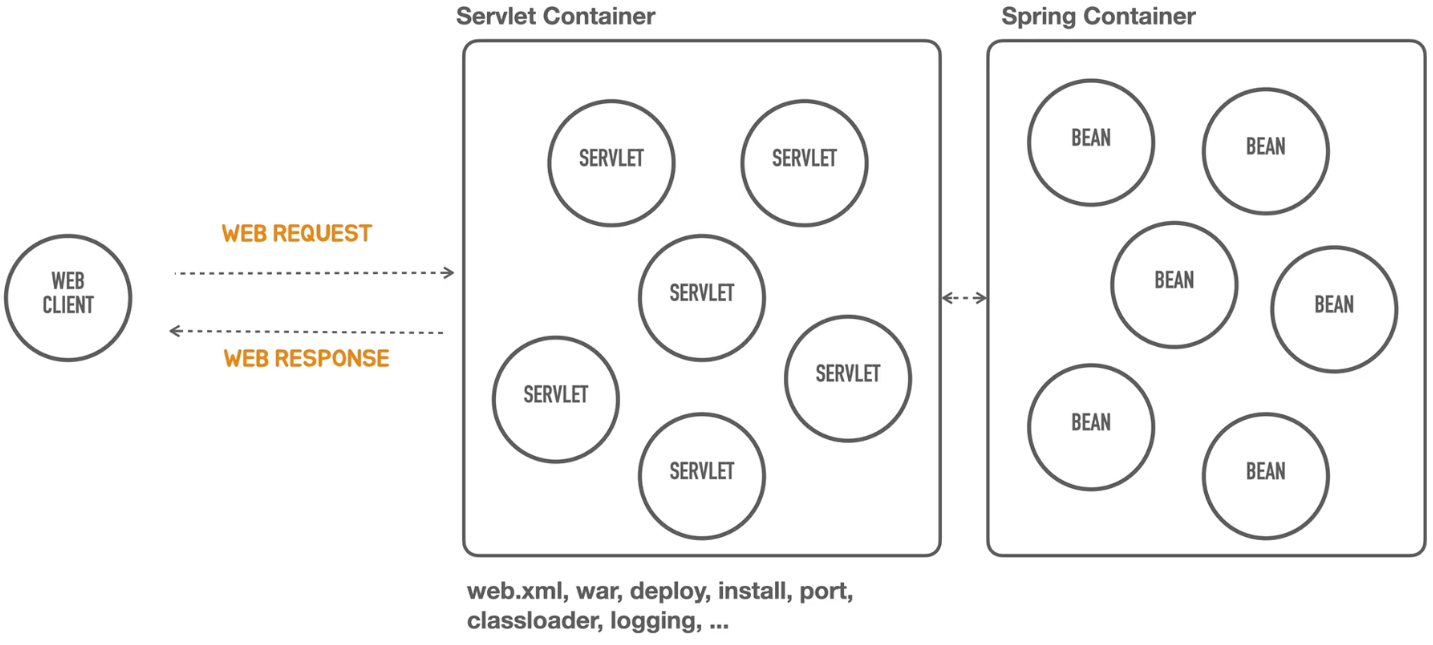 Servlet Container
Spring Container
SERVLET
SERVLET
BEAN
BEAN
WEB REQUEST
WEB
CLIENT
SERVLET
BEAN
BEAN
WEB RESPONSE
SERVLET
SERVLET
BEAN
SERVLET
BEAN
web.xml, war, deploy, install, port,
classloader, logging, ...